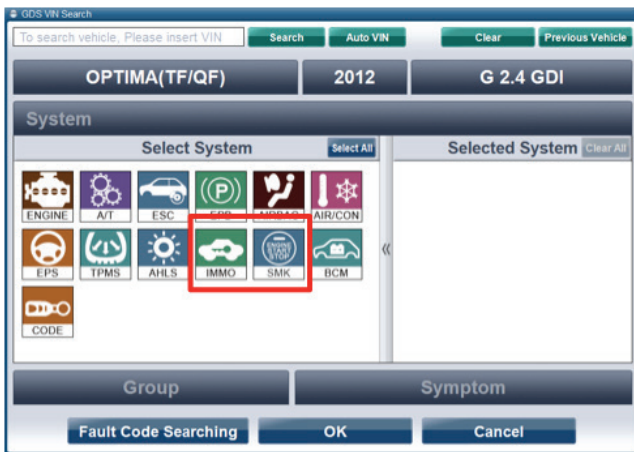 GDS VIN Search
To search vehicle, Please insert VIN Search Auto VIN Clear Previous Vehicle
OPTIMA(TF/QF) 2012 G 2.4 GDI
System
Select System Select All Selected System Clear All
ENGINE A/T ESC EPB AIRBAG AIR/CON
ENGINE START STOP
EPS TPMS AHLS IMMO SMK BCM
CODE
Group Symptom
Fault Code Searching OK Cancel